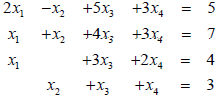 2x₁ −x₂ +5x₃ +3x₄ = 5
x₁ +x₂ +4x₃ +3x₄ = 7
x₁ +3x₃ +2x₄ = 4
x₂ +x₃ +x₄ = 3